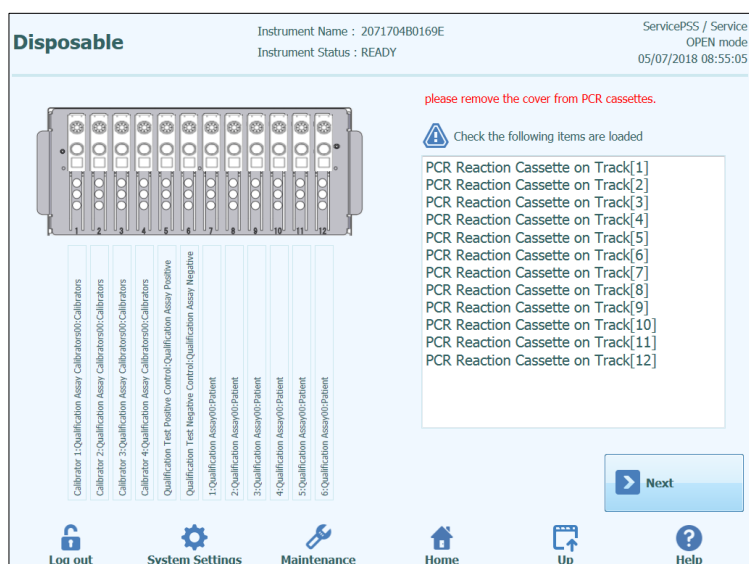 Disposable
Instrument Name : 2071704B0169E
Instrument Status : READY
ServicePSS / Service
OPEN mode
05/07/2018 08:55:05
please remove the cover from PCR cassettes.
Check the following items are loaded
PCR Reaction Cassette on Track[1]
PCR Reaction Cassette on Track[2]
PCR Reaction Cassette on Track[3]
PCR Reaction Cassette on Track[4]
PCR Reaction Cassette on Track[5]
PCR Reaction Cassette on Track[6]
PCR Reaction Cassette on Track[7]
PCR Reaction Cassette on Track[8]
PCR Reaction Cassette on Track[9]
PCR Reaction Cassette on Track[10]
PCR Reaction Cassette on Track[11]
PCR Reaction Cassette on Track[12]
1 2 3 4 5 6 7 8 9 10 11 12
Calibrator 1:Qualification Assay Calibrators00:Calibrators
Calibrator 2:Qualification Assay Calibrators00:Calibrators
Calibrator 3:Qualification Assay Calibrators00:Calibrators
Calibrator 4:Qualification Assay Calibrators00:Calibrators
Qualification Test Positive Control:Qualification Assay Positive
Qualification Test Negative Control:Qualification Assay Negative
1:Qualification Assay00:Patient
2:Qualification Assay00:Patient
3:Qualification Assay00:Patient
4:Qualification Assay00:Patient
5:Qualification Assay00:Patient
6:Qualification Assay00:Patient
Next
Log out
System Settings
Maintenance
Home
Up
Help